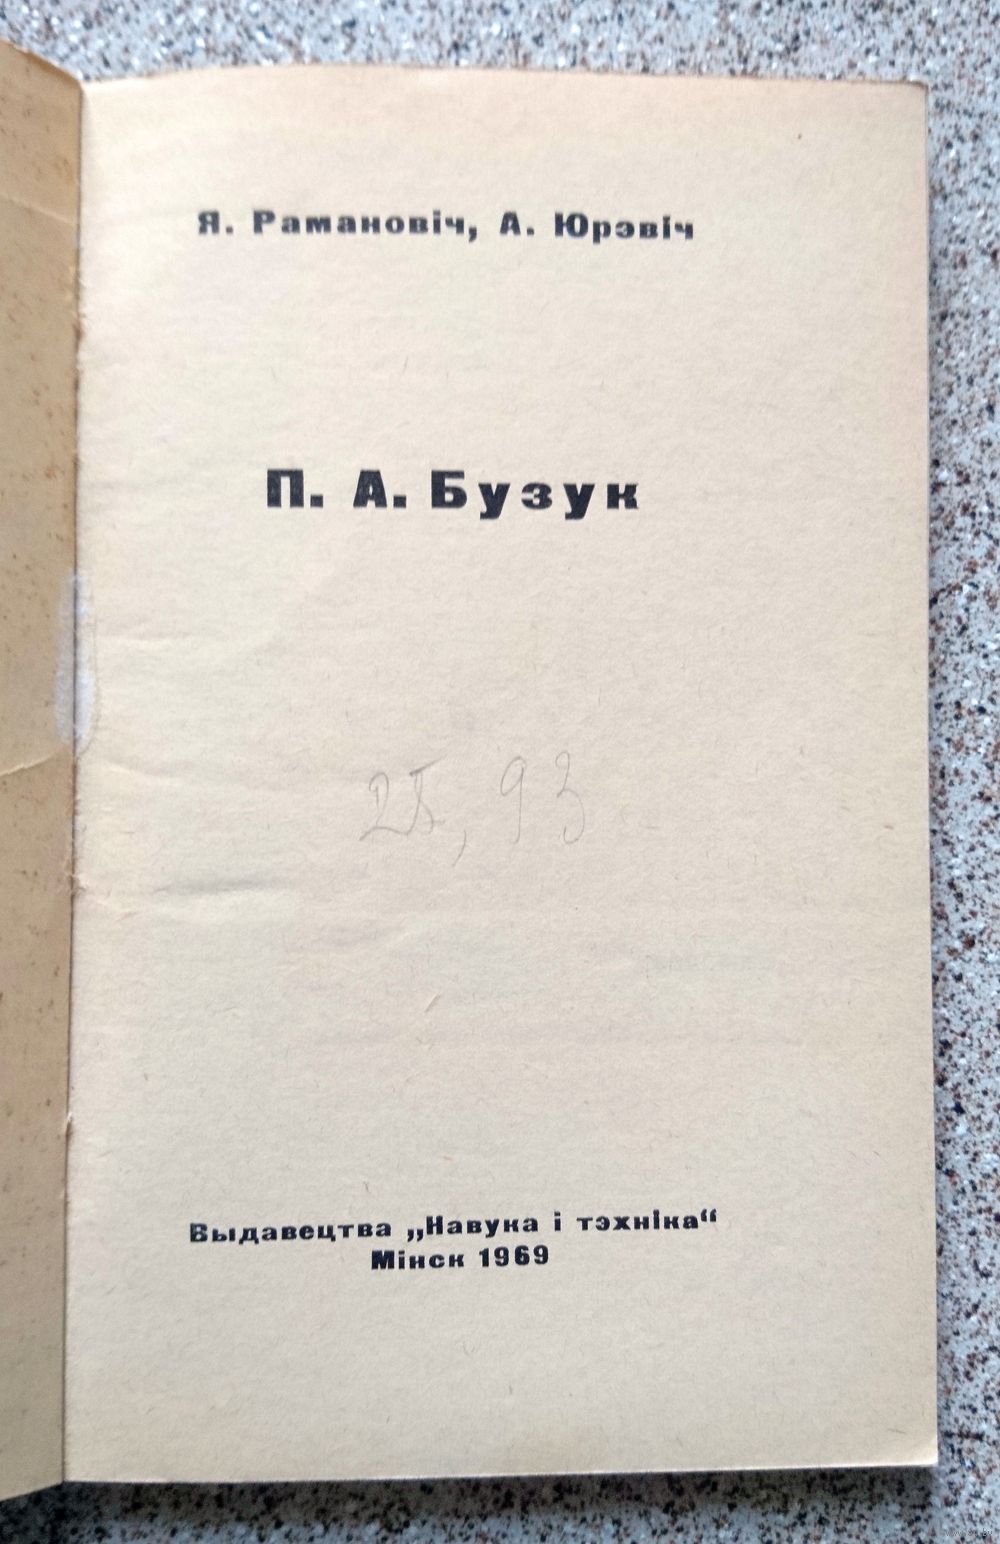 Я. Рамановіч, А. Юрэвіч
П. А. Бузук
Выдавецтва „Навука і тэхніка“
Мінск 1969